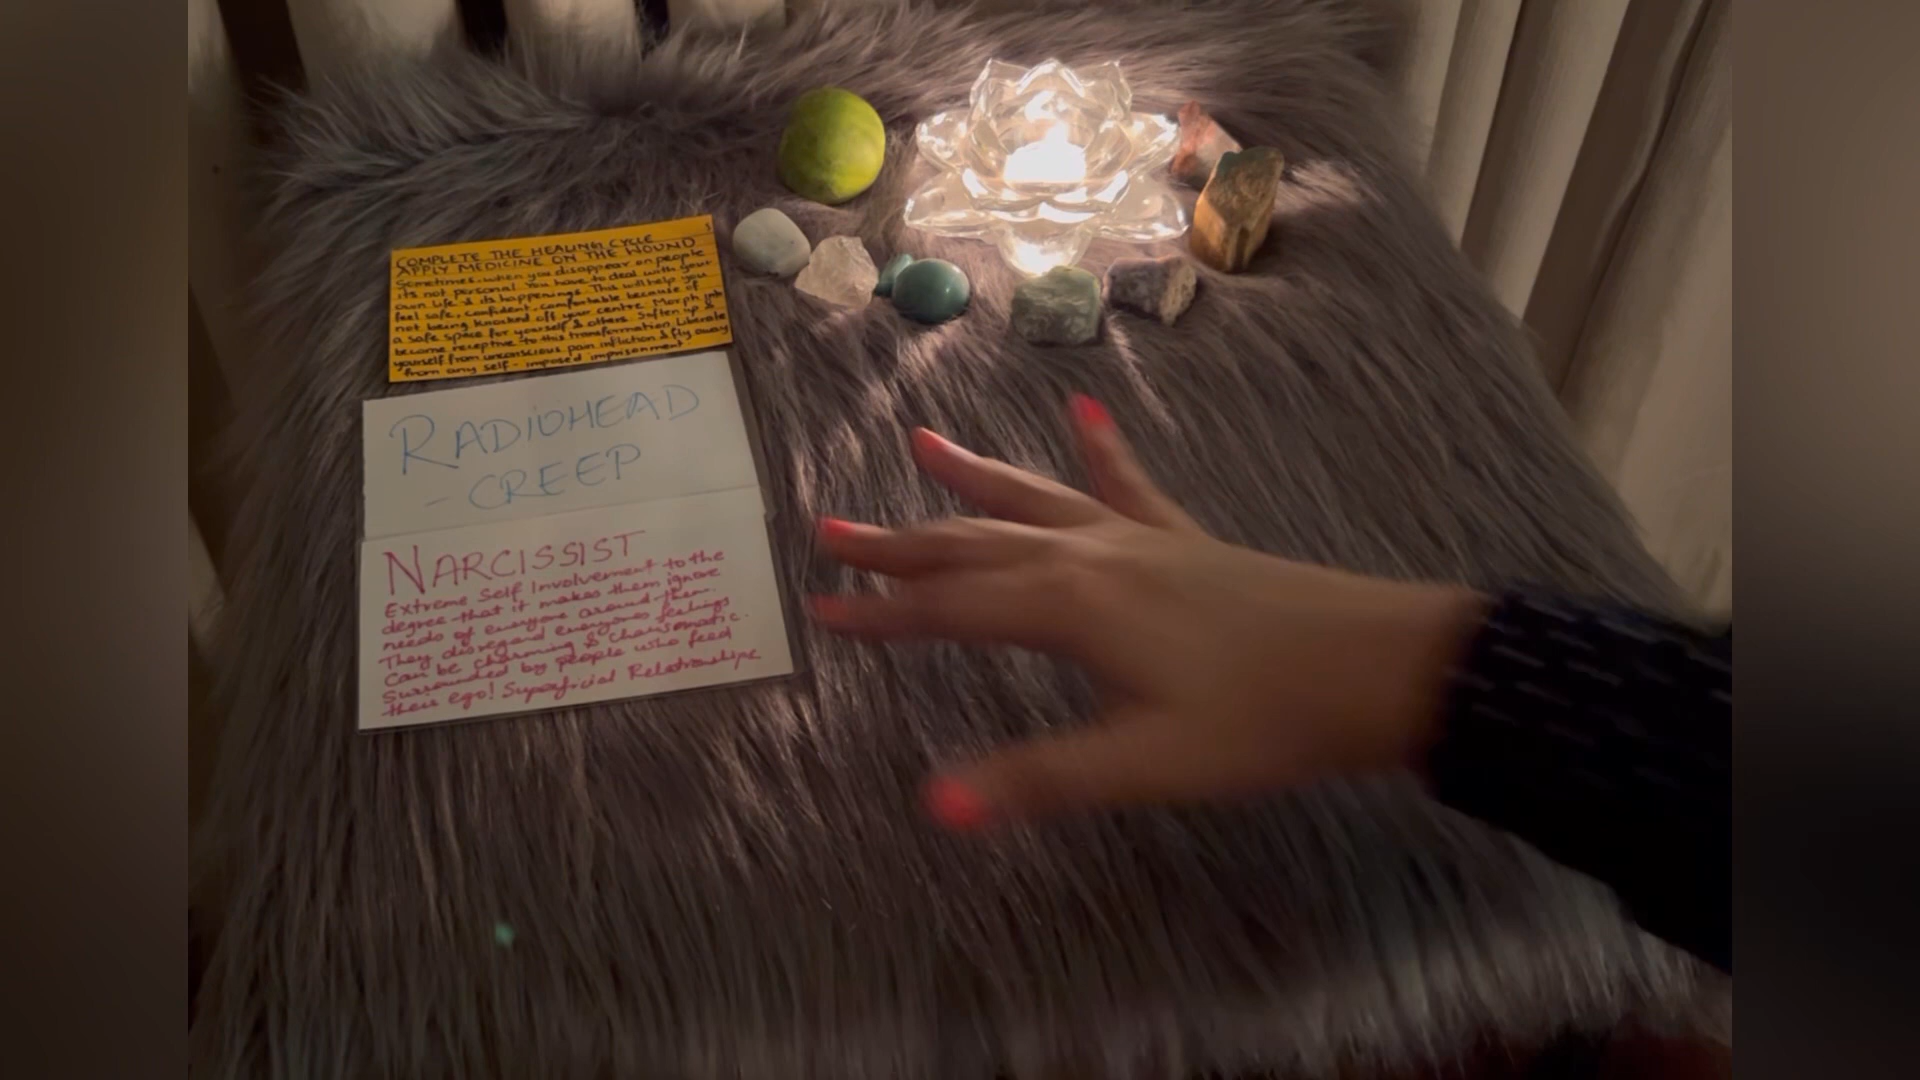 5
COMPLETE THE HEALING CYCLE
APPLY MEDICINE ON THE WOUND
Sometimes, when you disappear on people
its not personal. You have to deal with your
own life & its happenings. This will help you
feel safe, confident, comfortable because of
not being knocked off your centre. Morph into
a safe space for yourself & others. Soften up &
become receptive to this transformation. Liberate
yourself from unconscious pain infliction & fly away
from any self-imposed imprisonment!
RADIOHEAD
- CREEP
NARCISSIST
Extreme Self Involvement to the
degree that it makes them ignore
needs of everyone around them.
They disregard everyones feelings
Can be charming & charismatic.
Surrounded by people who feed
their ego! Superficial Relationships